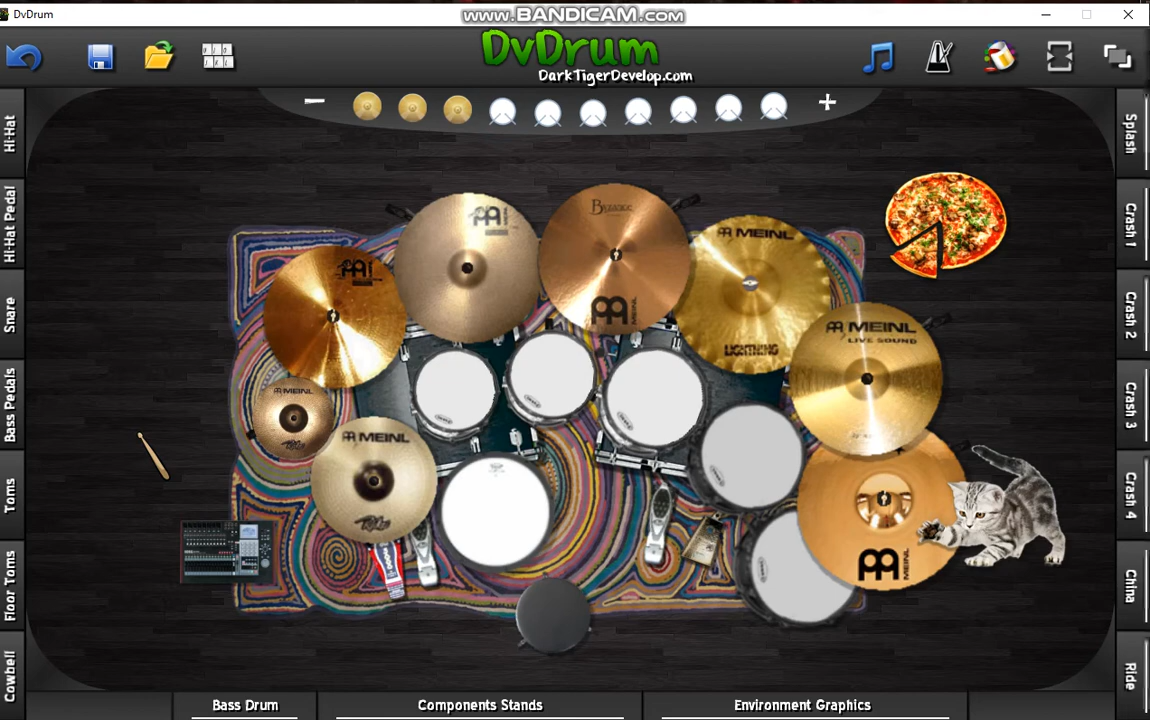 DvDrum
www.BANDICAM.com
DvDrum
DarkTigerDevelop.com
Hi-Hat
Hi-Hat Pedal
Snare
Bass Pedals
Toms
Floor Toms
Cowbell
Splash
Crash 1
Crash 2
Crash 3
Crash 4
China
Ride
Byzance
MEINL
MEINL
LIGHTNING
MEINL
LIVE SOUND
MEINL
MEINL
MEINL
Bass Drum
Components Stands
Environment Graphics